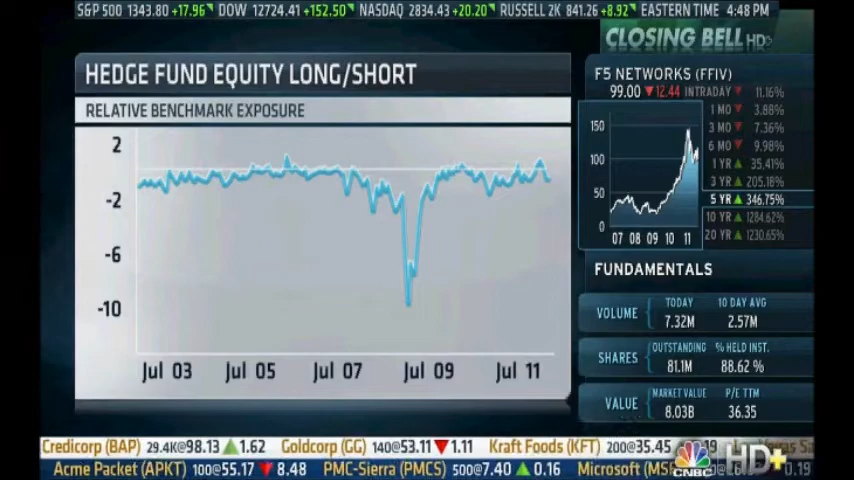 S&P 500 1343.80 +17.96 DOW 12724.41 +152.50 NASDAQ 2834.43 +20.20 RUSSELL 2K 841.26 +8.92 EASTERN TIME 4:48 PM
CLOSING BELL HD+
HEDGE FUND EQUITY LONG/SHORT
RELATIVE BENCHMARK EXPOSURE
2
-2
-6
-10
Jul 03 Jul 05 Jul 07 Jul 09 Jul 11
F5 NETWORKS (FFIV)
99.00 ▼12.44 INTRADAY ▼ 11.16%
1 MO ▼ 3.88%
3 MO ▼ 7.36%
6 MO ▼ 9.98%
1 YR ▲ 35.41%
3 YR ▲ 205.18%
5 YR ▲ 346.75%
10 YR ▲ 1284.62%
20 YR ▲ 1230.65%
150
100
50
0
07 08 09 10 11
FUNDAMENTALS
VOLUME TODAY 10 DAY AVG
7.32M 2.57M
SHARES OUTSTANDING % HELD INST.
81.1M 88.62 %
VALUE MARKET VALUE P/E TTM
8.03B 36.35
Credicorp (BAP) 29.4K@98.13 ▲1.62 Goldcorp (GG) 140@53.11 ▼1.11 Kraft Foods (KFT) 200@35.45
Acme Packet (APKT) 100@55.17 ▼ 8.48 PMC-Sierra (PMCS) 500@7.40 ▲ 0.16 Microsoft 0.19
CNBC HD+